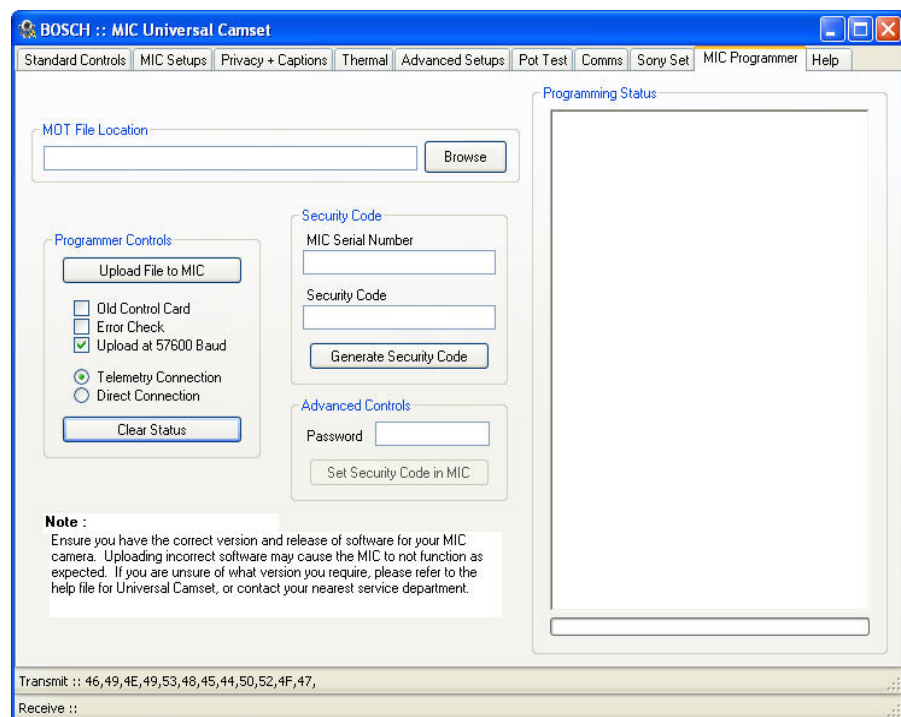 BOSCH :: MIC Universal Camset
Standard Controls MIC Setups Privacy + Captions Thermal Advanced Setups Pot Test Comms Sony Set MIC Programmer Help
MOT File Location
Browse
Programmer Controls
Upload File to MIC
Old Control Card
Error Check
Upload at 57600 Baud
Telemetry Connection
Direct Connection
Clear Status
Security Code
MIC Serial Number
Security Code
Generate Security Code
Advanced Controls
Password
Set Security Code in MIC
Note :
Ensure you have the correct version and release of software for your MIC
camera. Uploading incorrect software may cause the MIC to not function as
expected. If you are unsure of what version you require, please refer to the
help file for Universal Camset, or contact your nearest service department.
Programming Status
Transmit :: 46,49,4E,49,53,48,45,44,50,52,4F,47,
Receive ::